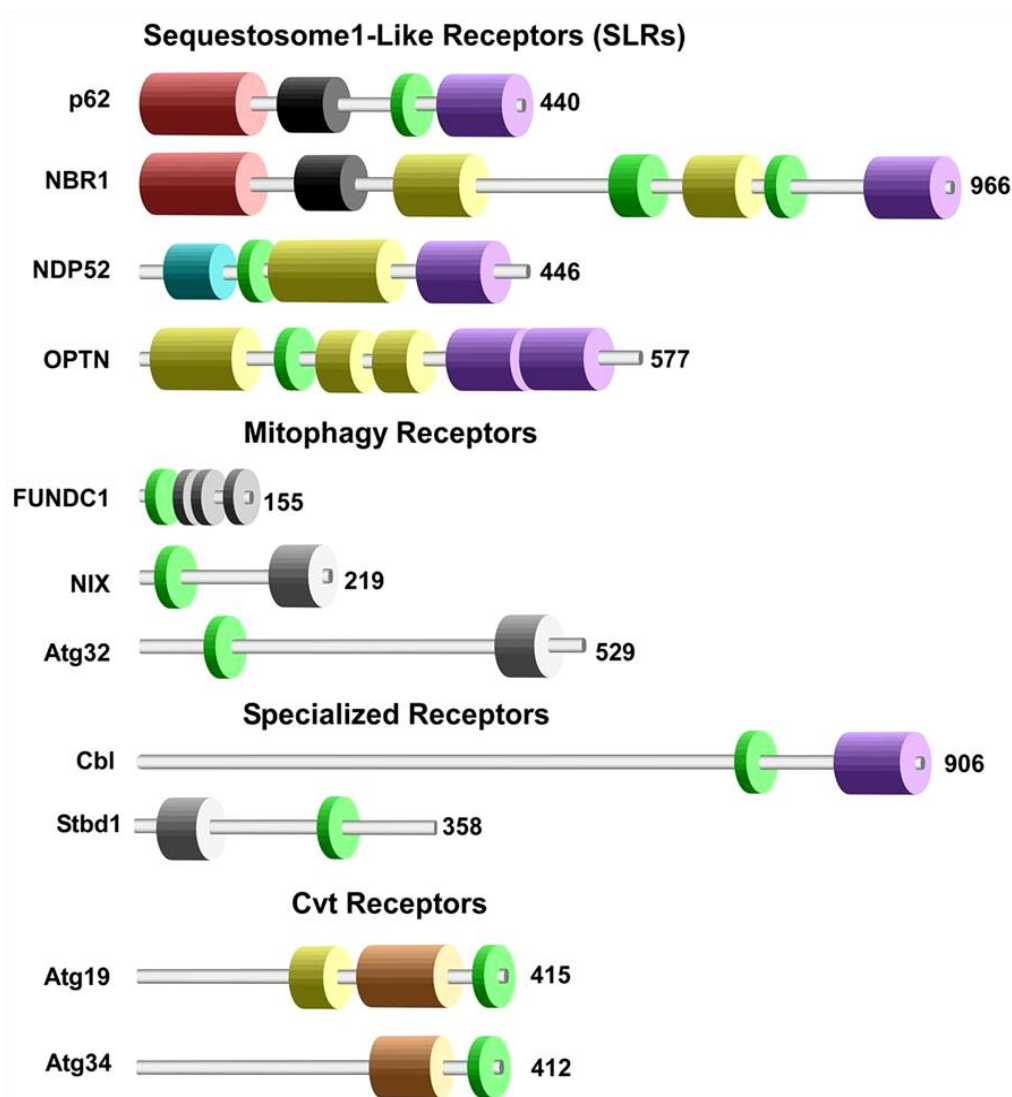 Sequestosome1-Like Receptors (SLRs)
p62 440
NBR1 966
NDP52 446
OPTN 577
Mitophagy Receptors
FUNDC1 155
NIX 219
Atg32 529
Specialized Receptors
Cbl 906
Stbd1 358
Cvt Receptors
Atg19 415
Atg34 412